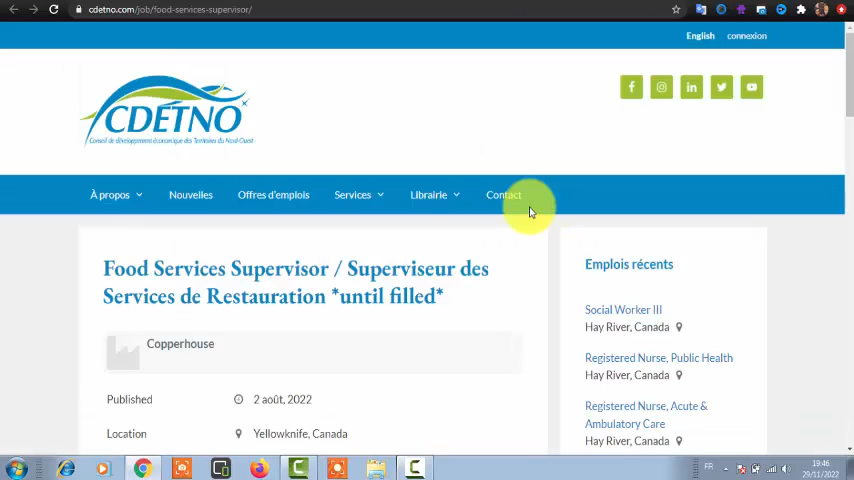 cdetno.com/job/food-services-supervisor/
English connexion
CDETNO
Conseil de développement économique des Territoires du Nord-Ouest
À propos Nouvelles Offres d'emplois Services Librairie Contact
Food Services Supervisor / Superviseur des
Services de Restauration *until filled*
Copperhouse
Published 2 août, 2022
Location Yellowknife, Canada
Emplois récents
Social Worker III
Hay River, Canada
Registered Nurse, Public Health
Hay River, Canada
Registered Nurse, Acute &
Ambulatory Care
Hay River, Canada
FR
19:46
29/11/2022